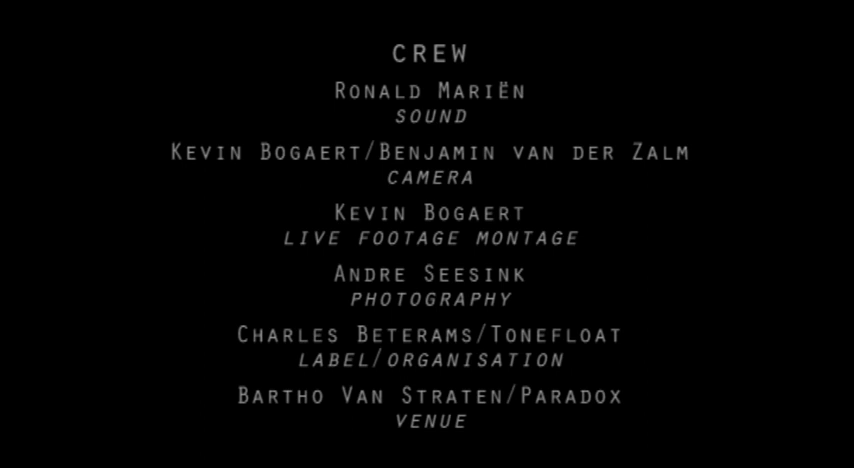 CREW
Ronald Mariën
SOUND
Kevin Bogaert/Benjamin van der Zalm
CAMERA
Kevin Bogaert
LIVE FOOTAGE MONTAGE
Andre Seesink
PHOTOGRAPHY
Charles Beterams/Tonefloat
LABEL/ORGANISATION
Bartho Van Straten/Paradox
VENUE